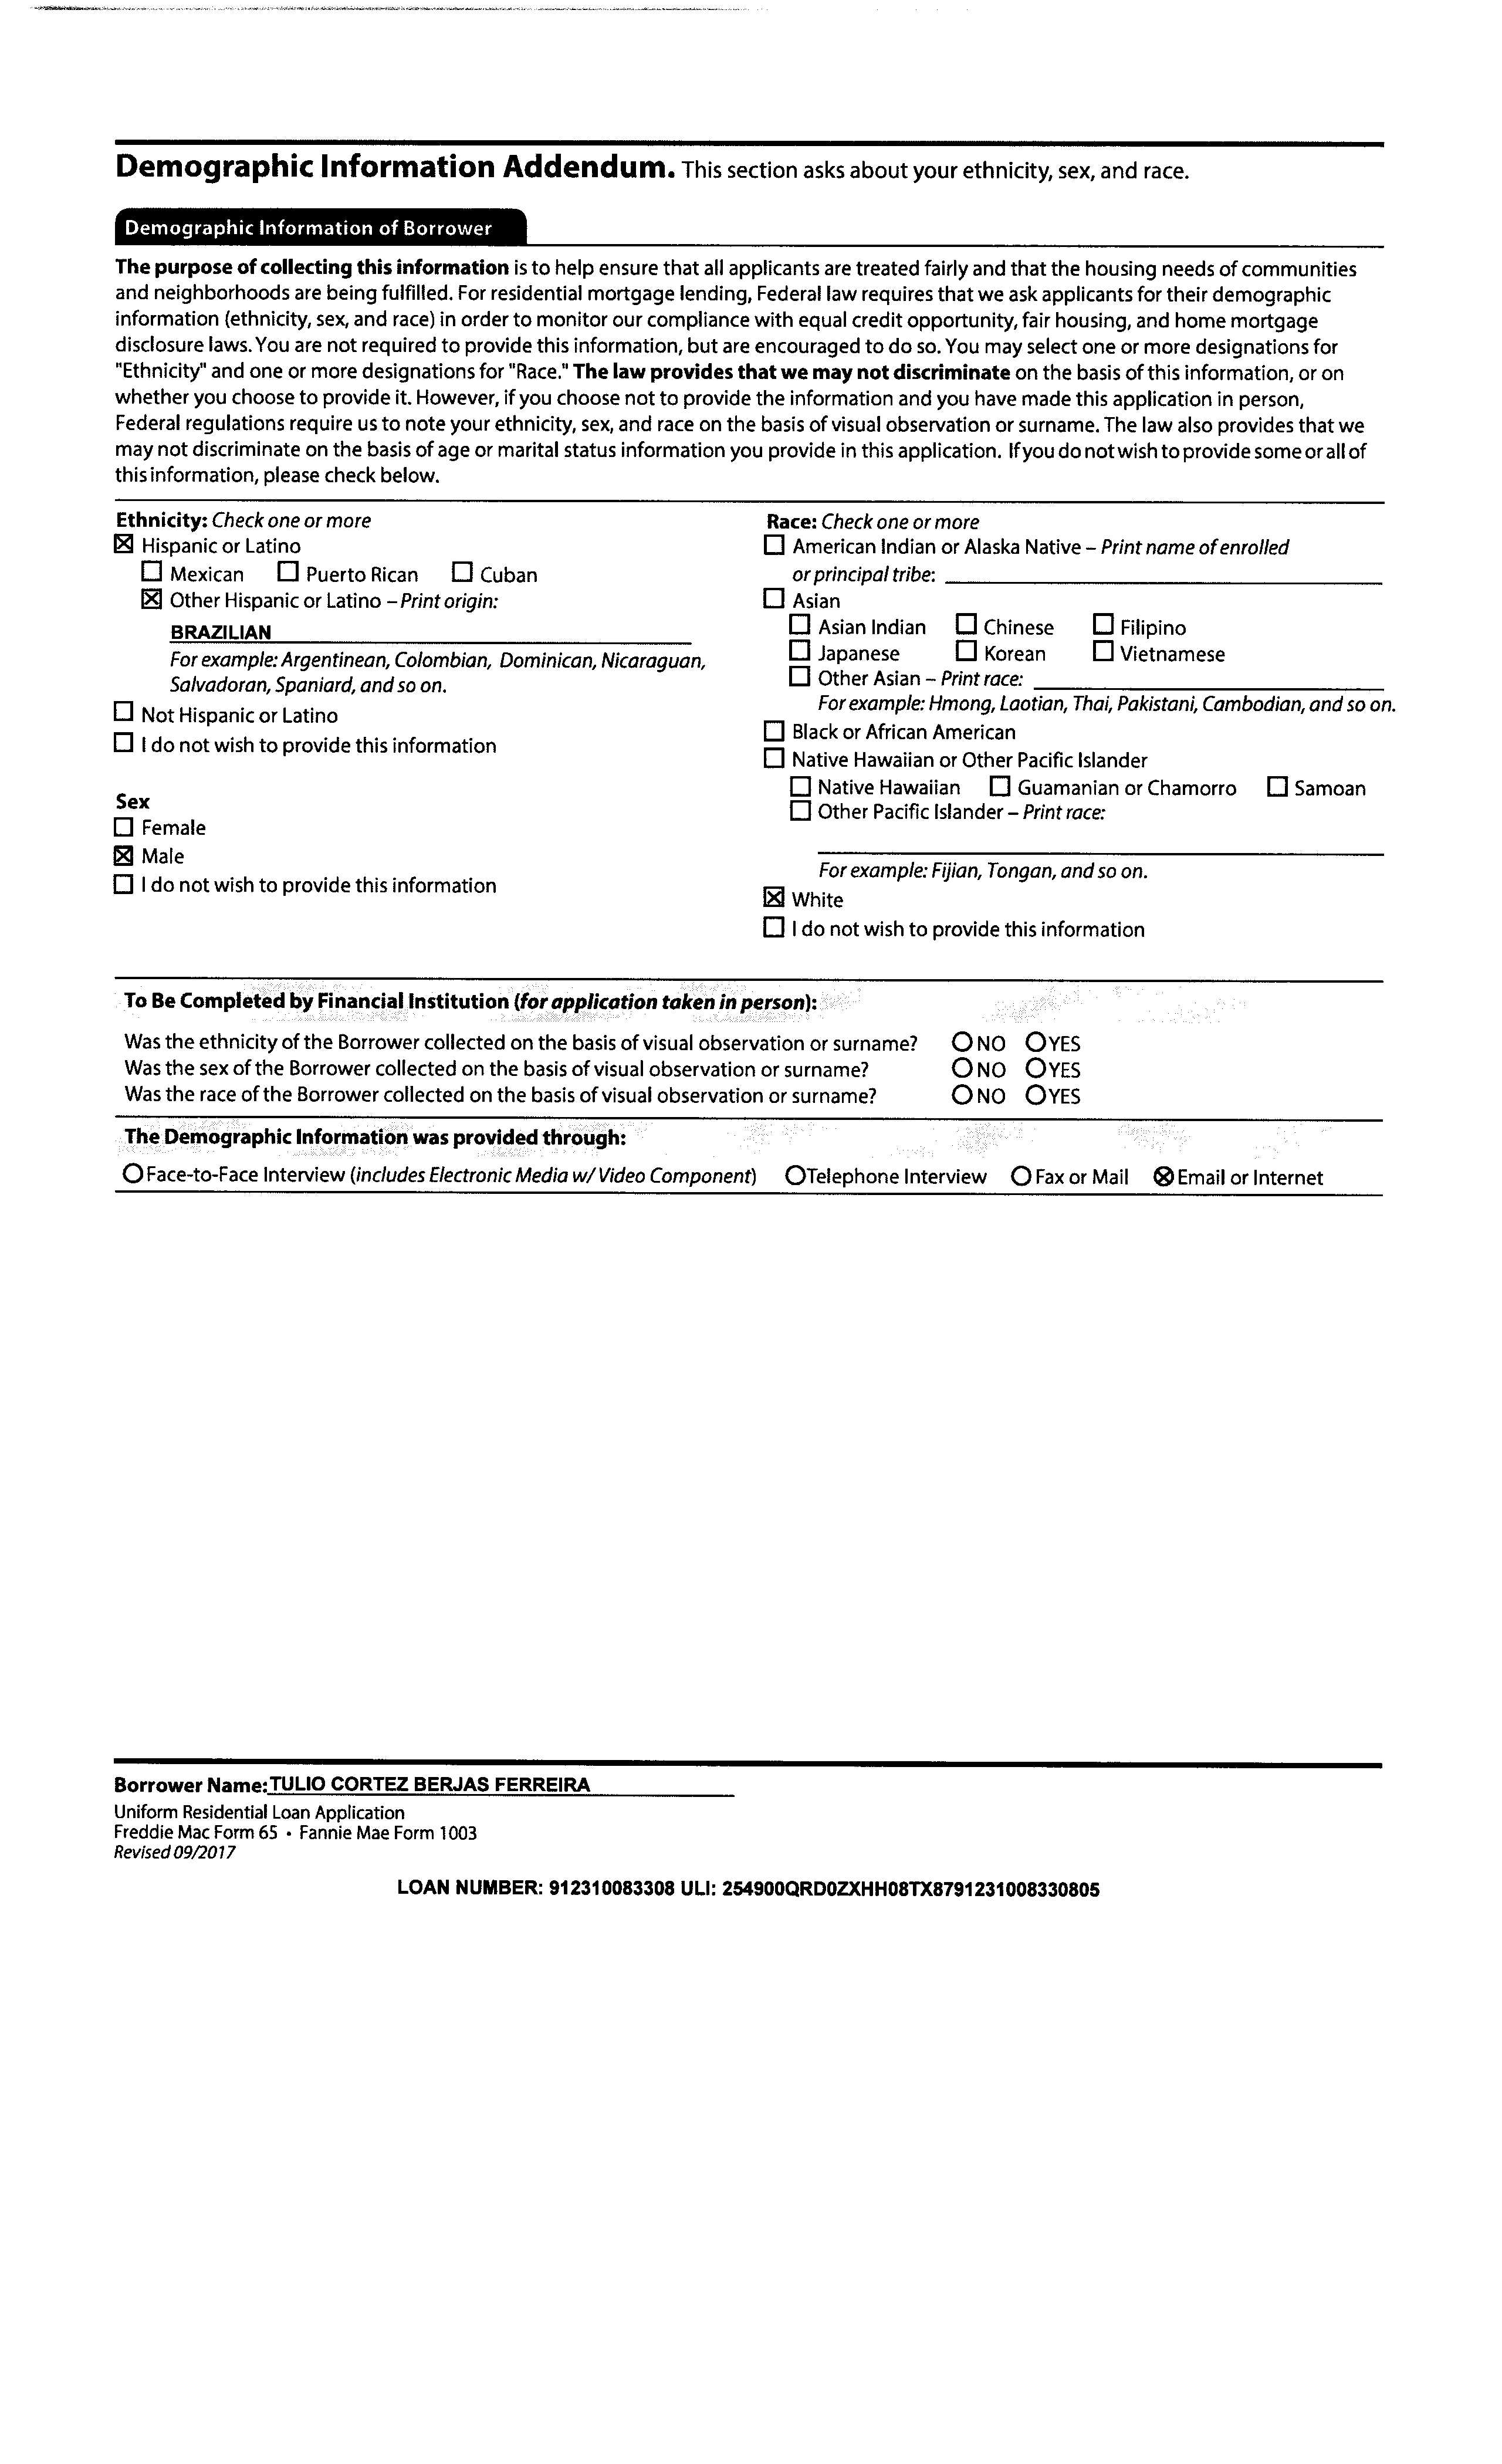 Demographic Information Addendum. This section asks about your ethnicity, sex, and race.
Demographic Information of Borrower
The purpose of collecting this information is to help ensure that all applicants are treated fairly and that the housing needs of communities
and neighborhoods are being fulfilled. For residential mortgage lending, Federal law requires that we ask applicants for their demographic
information (ethnicity, sex, and race) in order to monitor our compliance with equal credit opportunity, fair housing, and home mortgage
disclosure laws. You are not required to provide this information, but are encouraged to do so. You may select one or more designations for
"Ethnicity" and one or more designations for "Race." The law provides that we may not discriminate on the basis of this information, or on
whether you choose to provide it. However, if you choose not to provide the information and you have made this application in person,
Federal regulations require us to note your ethnicity, sex, and race on the basis of visual observation or surname. The law also provides that we
may not discriminate on the basis of age or marital status information you provide in this application. If you do not wish to provide some or all of
this information, please check below.
Ethnicity: Check one or more
☒ Hispanic or Latino
☐ Mexican ☐ Puerto Rican ☐ Cuban
☒ Other Hispanic or Latino – Print origin:
BRAZILIAN
For example: Argentinean, Colombian, Dominican, Nicaraguan,
Salvadoran, Spaniard, and so on.
☐ Not Hispanic or Latino
☐ I do not wish to provide this information
Sex
☐ Female
☒ Male
☐ I do not wish to provide this information
Race: Check one or more
☐ American Indian or Alaska Native – Print name of enrolled
or principal tribe:
☐ Asian
☐ Asian Indian ☐ Chinese ☐ Filipino
☐ Japanese ☐ Korean ☐ Vietnamese
☐ Other Asian – Print race:
For example: Hmong, Laotian, Thai, Pakistani, Cambodian, and so on.
☐ Black or African American
☐ Native Hawaiian or Other Pacific Islander
☐ Native Hawaiian ☐ Guamanian or Chamorro ☐ Samoan
☐ Other Pacific Islander – Print race:
For example: Fijian, Tongan, and so on.
☒ White
☐ I do not wish to provide this information
To Be Completed by Financial Institution (for application taken in person):
Was the ethnicity of the Borrower collected on the basis of visual observation or surname? ○ NO ○ YES
Was the sex of the Borrower collected on the basis of visual observation or surname? ○ NO ○ YES
Was the race of the Borrower collected on the basis of visual observation or surname? ○ NO ○ YES
The Demographic Information was provided through:
○ Face-to-Face Interview (includes Electronic Media w/ Video Component) ○ Telephone Interview ○ Fax or Mail ⊗ Email or Internet
Borrower Name: TULIO CORTEZ BERJAS FERREIRA
Uniform Residential Loan Application
Freddie Mac Form 65 • Fannie Mae Form 1003
Revised 09/2017
LOAN NUMBER: 912310083308 ULI: 254900QRD0ZXHH08TX87912310083308​05